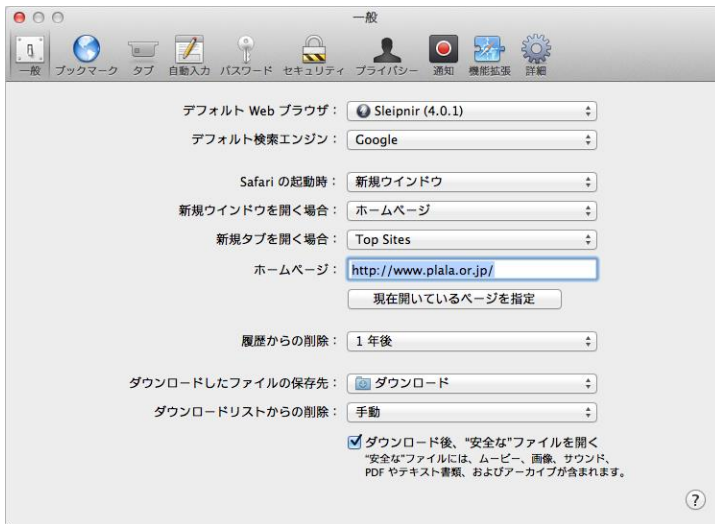 一般
一般 ブックマーク タブ 自動入力 パスワード セキュリティ プライバシー 通知 機能拡張 詳細
デフォルト Web ブラウザ： Sleipnir (4.0.1)
デフォルト検索エンジン： Google
Safari の起動時： 新規ウインドウ
新規ウインドウを開く場合： ホームページ
新規タブを開く場合： Top Sites
ホームページ： http://www.plala.or.jp/
現在開いているページを指定
履歴からの削除： 1 年後
ダウンロードしたファイルの保存先： ダウンロード
ダウンロードリストからの削除： 手動
ダウンロード後、“安全な”ファイルを開く
“安全な”ファイルには、ムービー、画像、サウンド、
PDF やテキスト書類、およびアーカイブが含まれます。
?